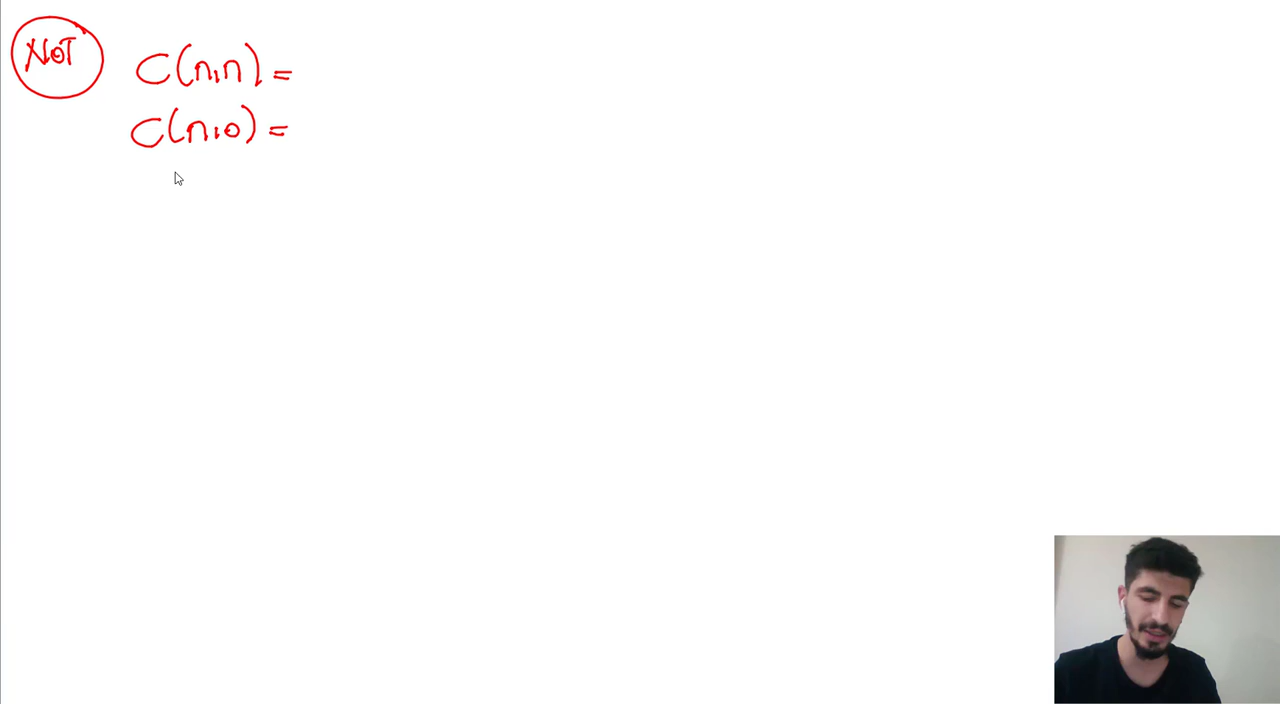 NOT
C(n,n) =
C(n,0) =